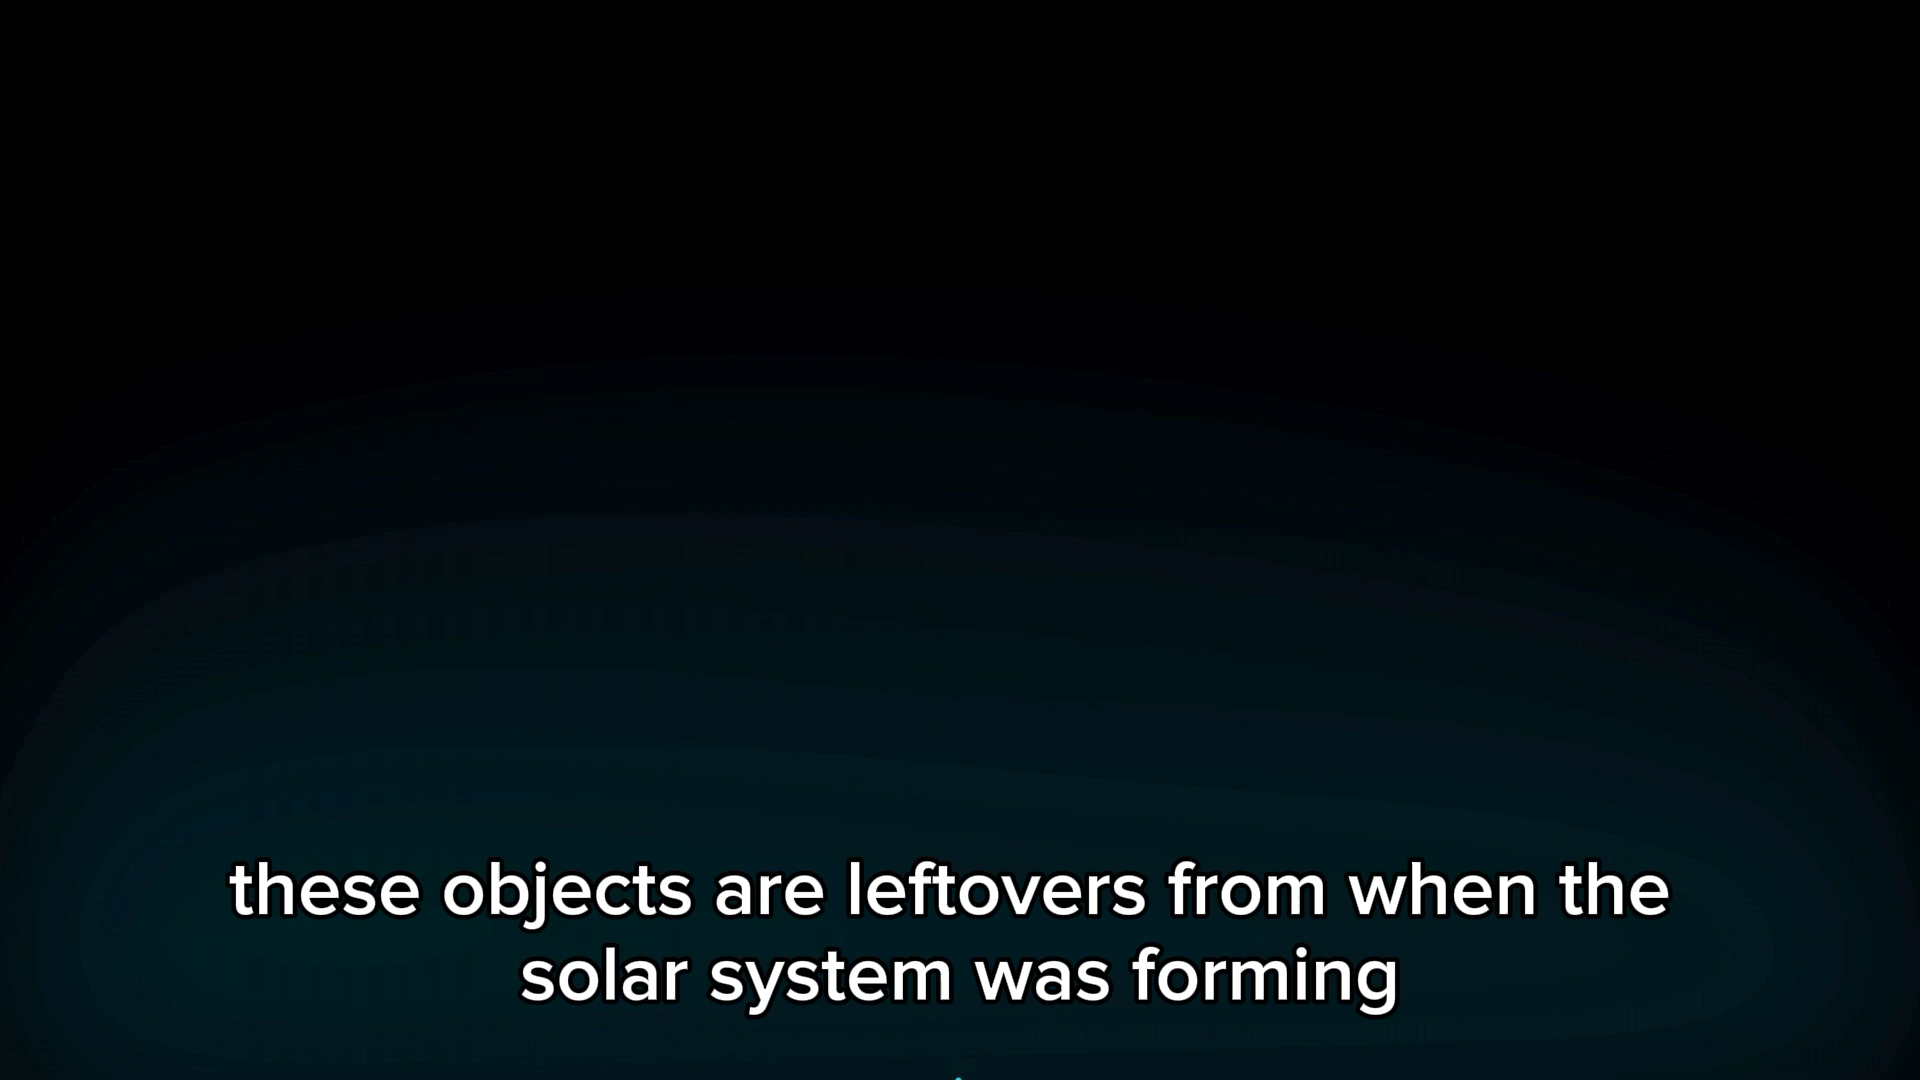 these objects are leftovers from when the
solar system was forming